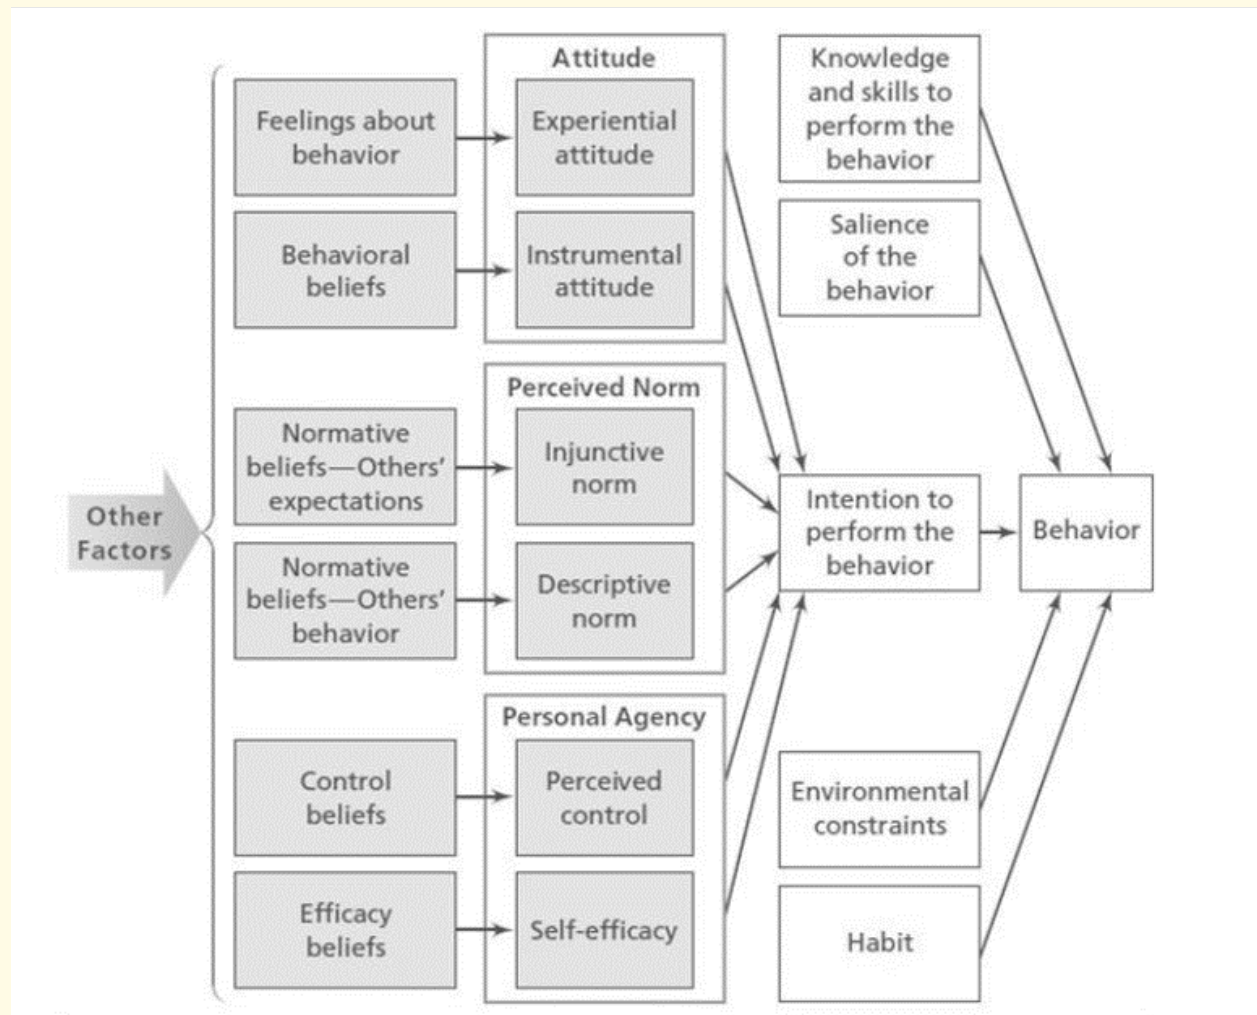 Attitude
Feelings about
behavior
Experiential
attitude
Behavioral
beliefs
Instrumental
attitude
Perceived Norm
Normative
beliefs—Others’
expectations
Injunctive
norm
Normative
beliefs—Others’
behavior
Descriptive
norm
Other
Factors
Personal Agency
Control
beliefs
Perceived
control
Efficacy
beliefs
Self-efficacy
Knowledge
and skills to
perform the
behavior
Salience
of the
behavior
Intention to
perform the
behavior
Behavior
Environmental
constraints
Habit